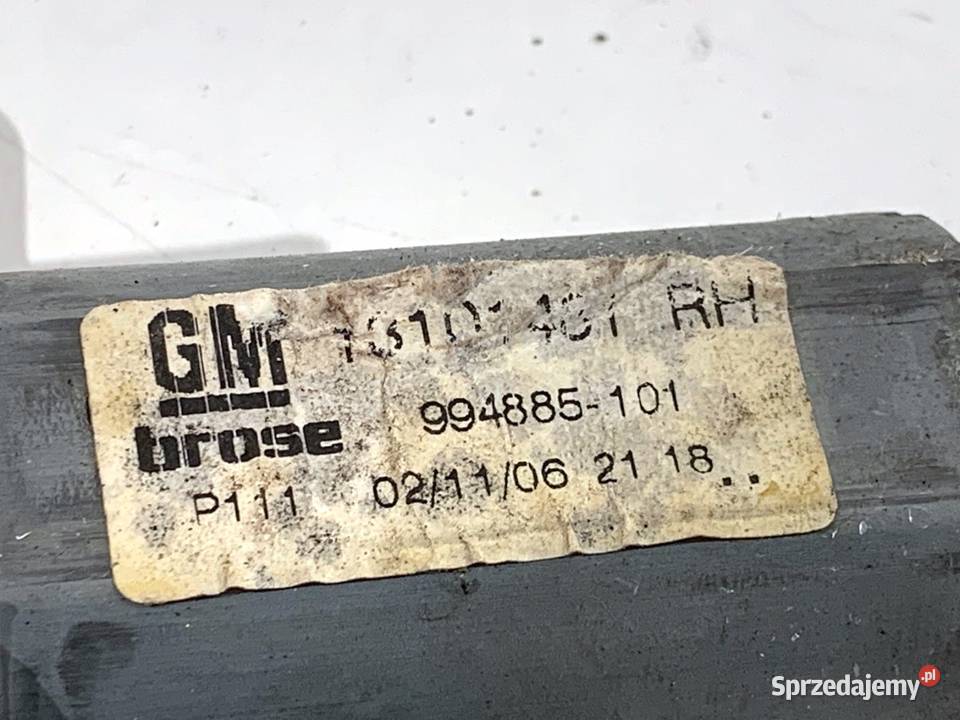 GM RH
brose 994885-101
P111 02/11/06 21 18..
Sprzedajemy.pl